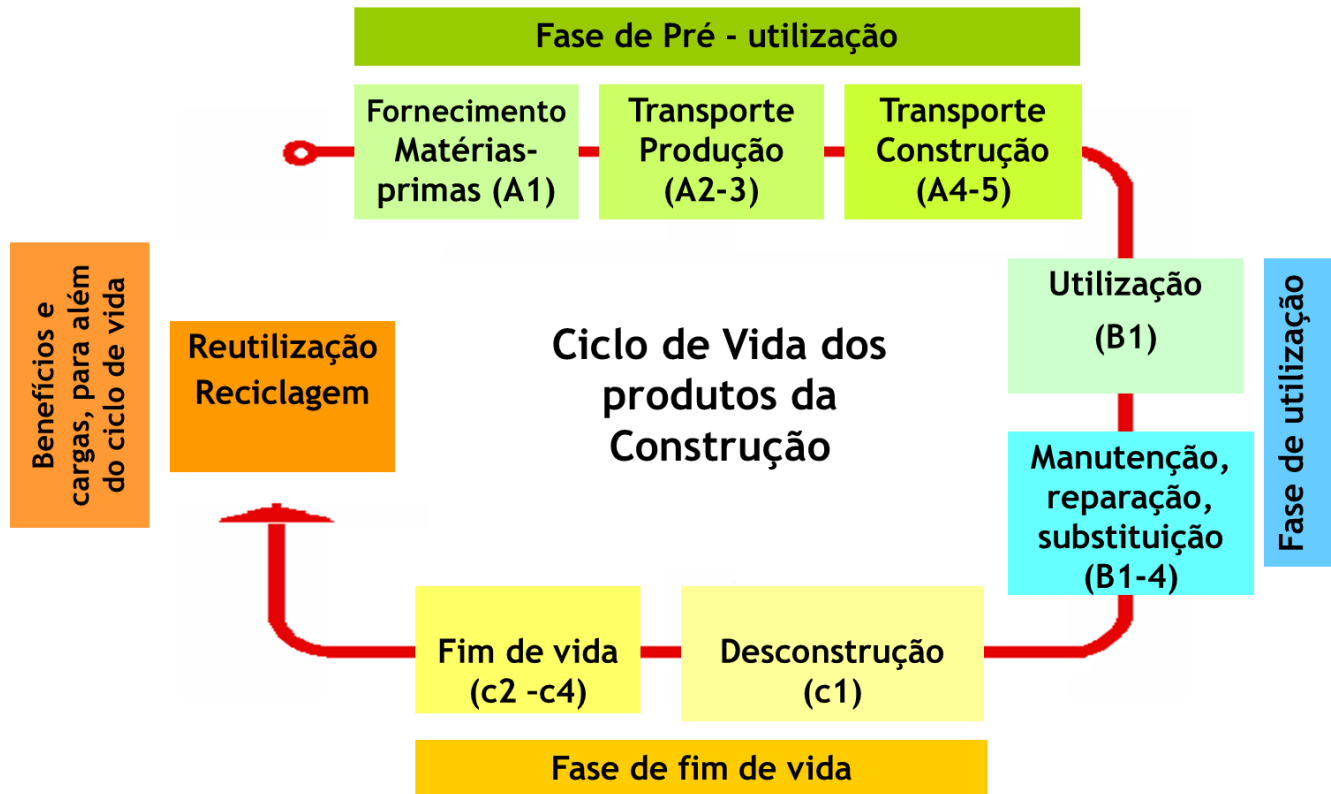 Fase de Pré - utilização
Fornecimento
Matérias-
primas (A1)
Transporte
Produção
(A2-3)
Transporte
Construção
(A4-5)
Utilização
(B1)
Fase de utilização
Manutenção,
reparação,
substituição
(B1-4)
Ciclo de Vida dos
produtos da
Construção
Benefícios e
cargas, para além
do ciclo de vida
Reutilização
Reciclagem
Fim de vida
(c2 –c4)
Desconstrução
(c1)
Fase de fim de vida